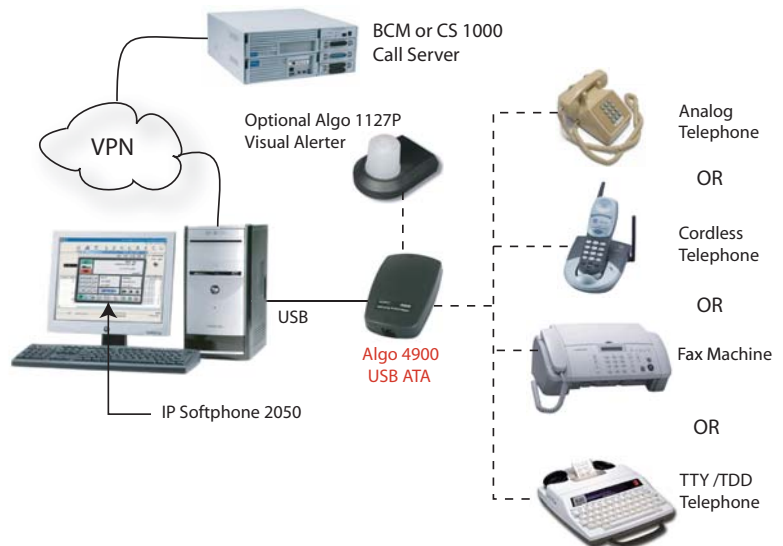 BCM or CS 1000
Call Server
VPN
Optional Algo 1127P
Visual Alerter
Analog
Telephone
OR
Cordless
Telephone
OR
USB
Algo 4900
USB ATA
Fax Machine
IP Softphone 2050
OR
TTY /TDD
Telephone